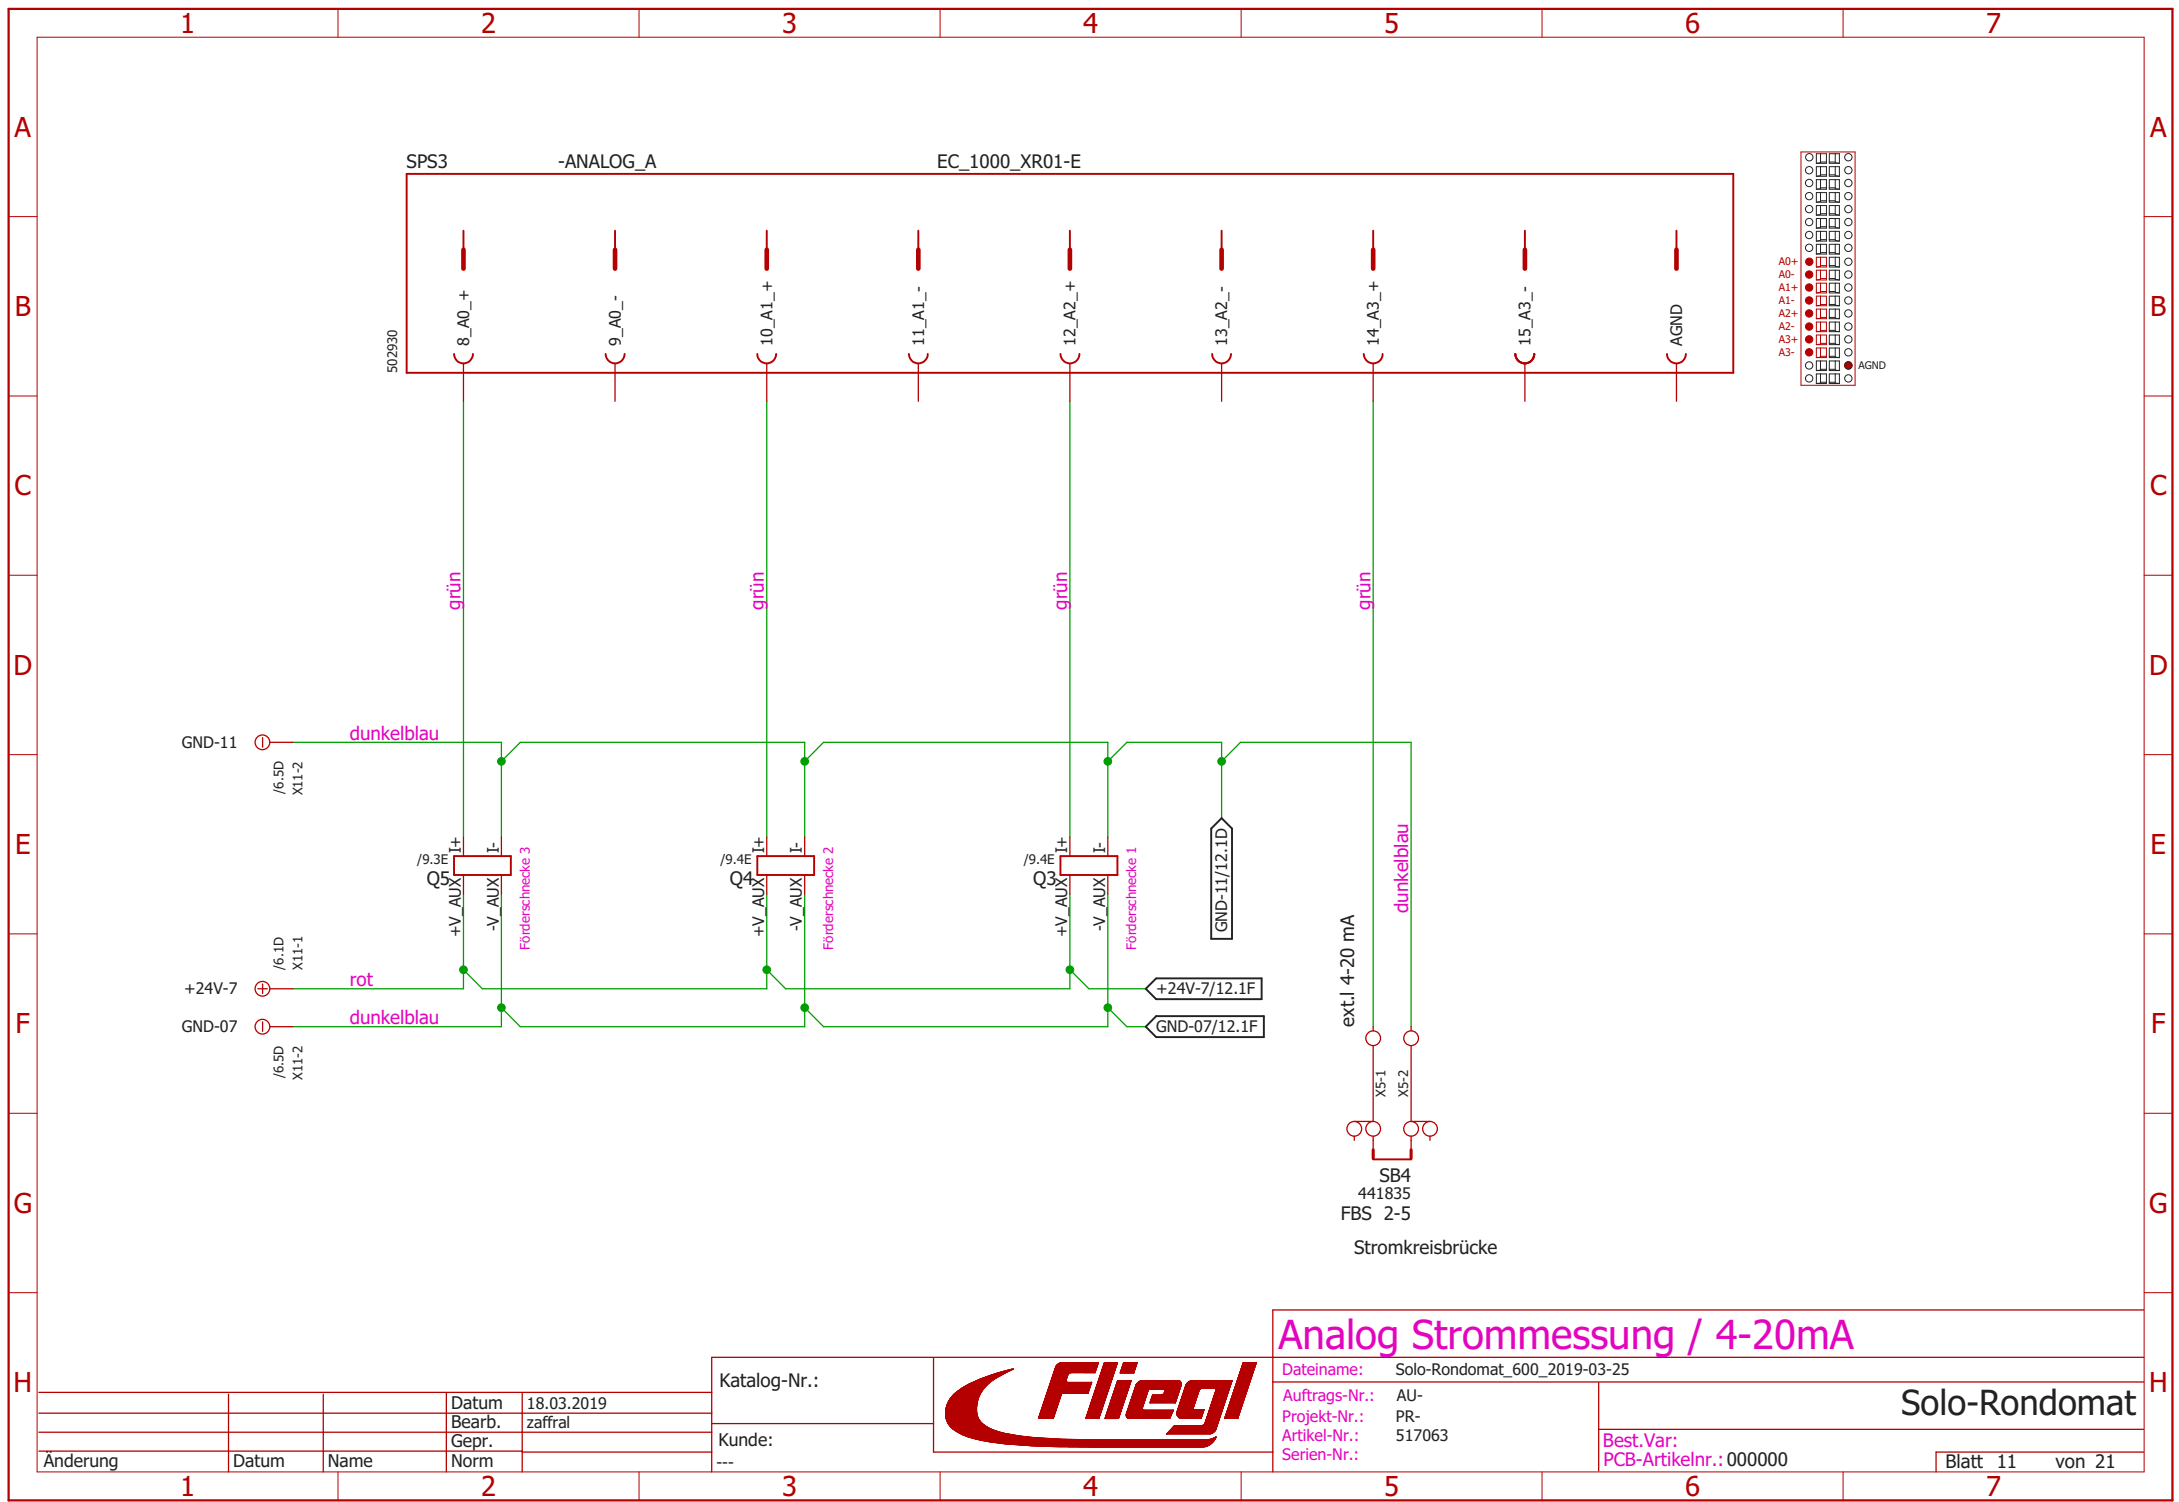 1 2 3 4 5 6 7
A A
SPS3 -ANALOG_A EC_1000_XR01-E
B B
502930
8_A0_+
9_A0_-
10_A1_+
11_A1_-
12_A2_+
13_A2_-
14_A3_+
15_A3_-
AGND
A0+
A0-
A1+
A1-
A2+
A2-
A3+
A3-
AGND
C C
grün grün grün grün
D D
GND-11 dunkelblau
/6.5D
X11-2
E E
/9.3E
Q5
I+
I-
+V_AUX
-V_AUX
Förderschnecke 3
/9.4E
Q4
I+
I-
+V_AUX
-V_AUX
Förderschnecke 2
/9.4E
Q3
I+
I-
+V_AUX
-V_AUX
Förderschnecke 1
GND-11/12.1D
dunkelblau
ext.I 4-20 mA
/6.1D
X11-1
+24V-7 rot
+24V-7/12.1F
F F
GND-07 dunkelblau
GND-07/12.1F
/6.5D
X11-2
X5-1
X5-2
SB4
441835
FBS 2-5
G G
Stromkreisbrücke
H H
Analog Strommessung / 4-20mA
Dateiname: Solo-Rondomat_600_2019-03-25
Auftrags-Nr.: AU-
Projekt-Nr.: PR-
Artikel-Nr.: 517063
Serien-Nr.:
Solo-Rondomat
Best.Var:
PCB-Artikelnr.: 000000
Blatt 11 von 21
Katalog-Nr.:
Kunde:
---
Fliegl
Datum 18.03.2019
Bearb. zaffral
Gepr.
Änderung Datum Name Norm
1 2 3 4 5 6 7